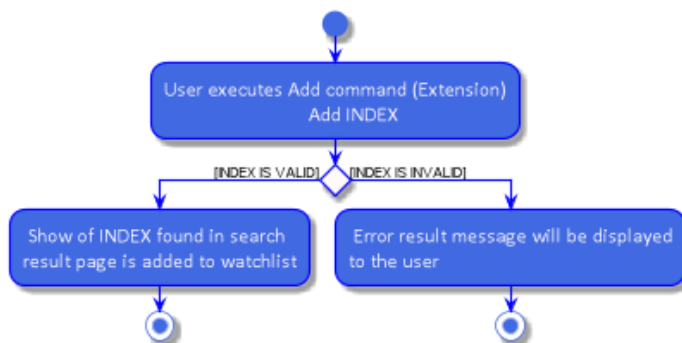 User executes Add command (Extension)
Add INDEX
[INDEX IS VALID]
[INDEX IS INVALID]
Show of INDEX found in search
result page is added to watchlist
Error result message will be displayed
to the user